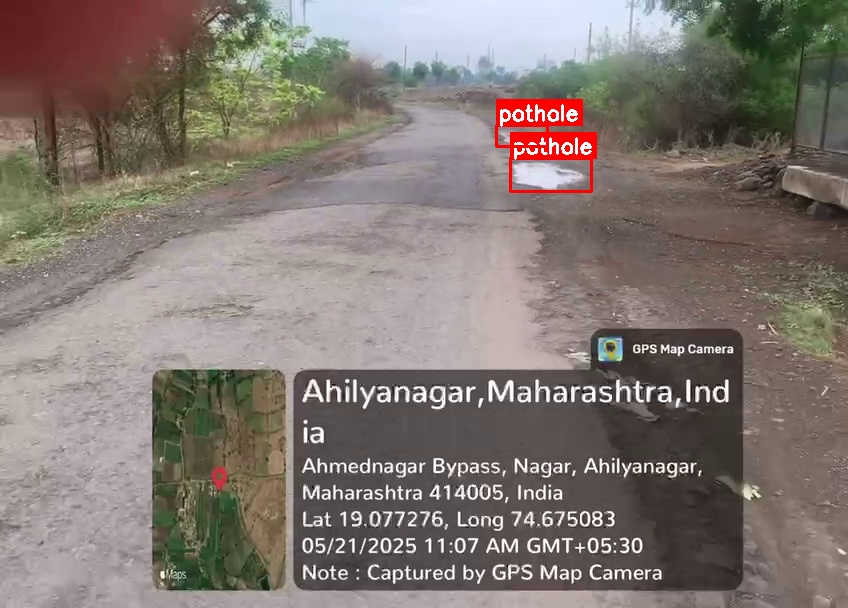 pothole
pothole
GPS Map Camera
Ahilyanagar,Maharashtra,Ind
ia
Ahmednagar Bypass, Nagar, Ahilyanagar,
Maharashtra 414005, India
Lat 19.077276, Long 74.675083
05/21/2025 11:07 AM GMT+05:30
Note : Captured by GPS Map Camera
Maps